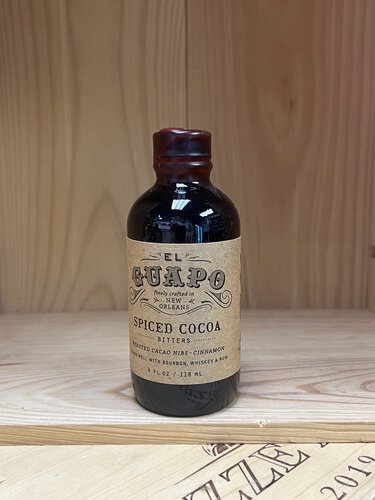 EL
GUAPO
finely crafted in
NEW
ORLEANS
SPICED COCOA
BITTERS
ROASTED CACAO NIBS • CINNAMON
WELL WITH BOURBON, WHISKEY & RUM
4 FL OZ / 118 ML
2019